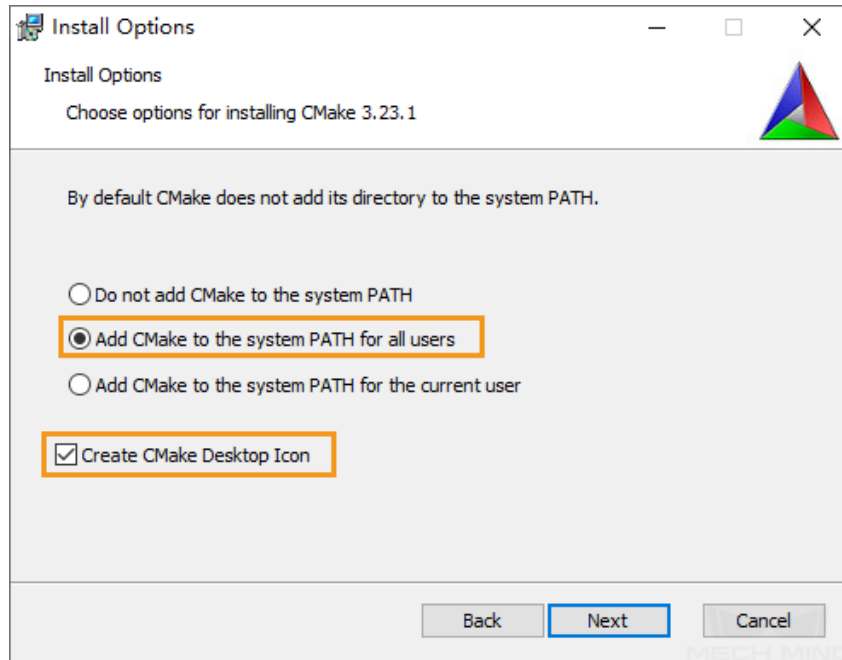 Install Options
Install Options
Choose options for installing CMake 3.23.1
By default CMake does not add its directory to the system PATH.
Do not add CMake to the system PATH
Add CMake to the system PATH for all users
Add CMake to the system PATH for the current user
Create CMake Desktop Icon
Back Next Cancel
MECH MIND